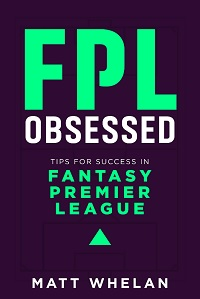 FPL
OBSESSED
TIPS FOR SUCCESS IN
FANTASY
PREMIER
LEAGUE
MATT WHELAN